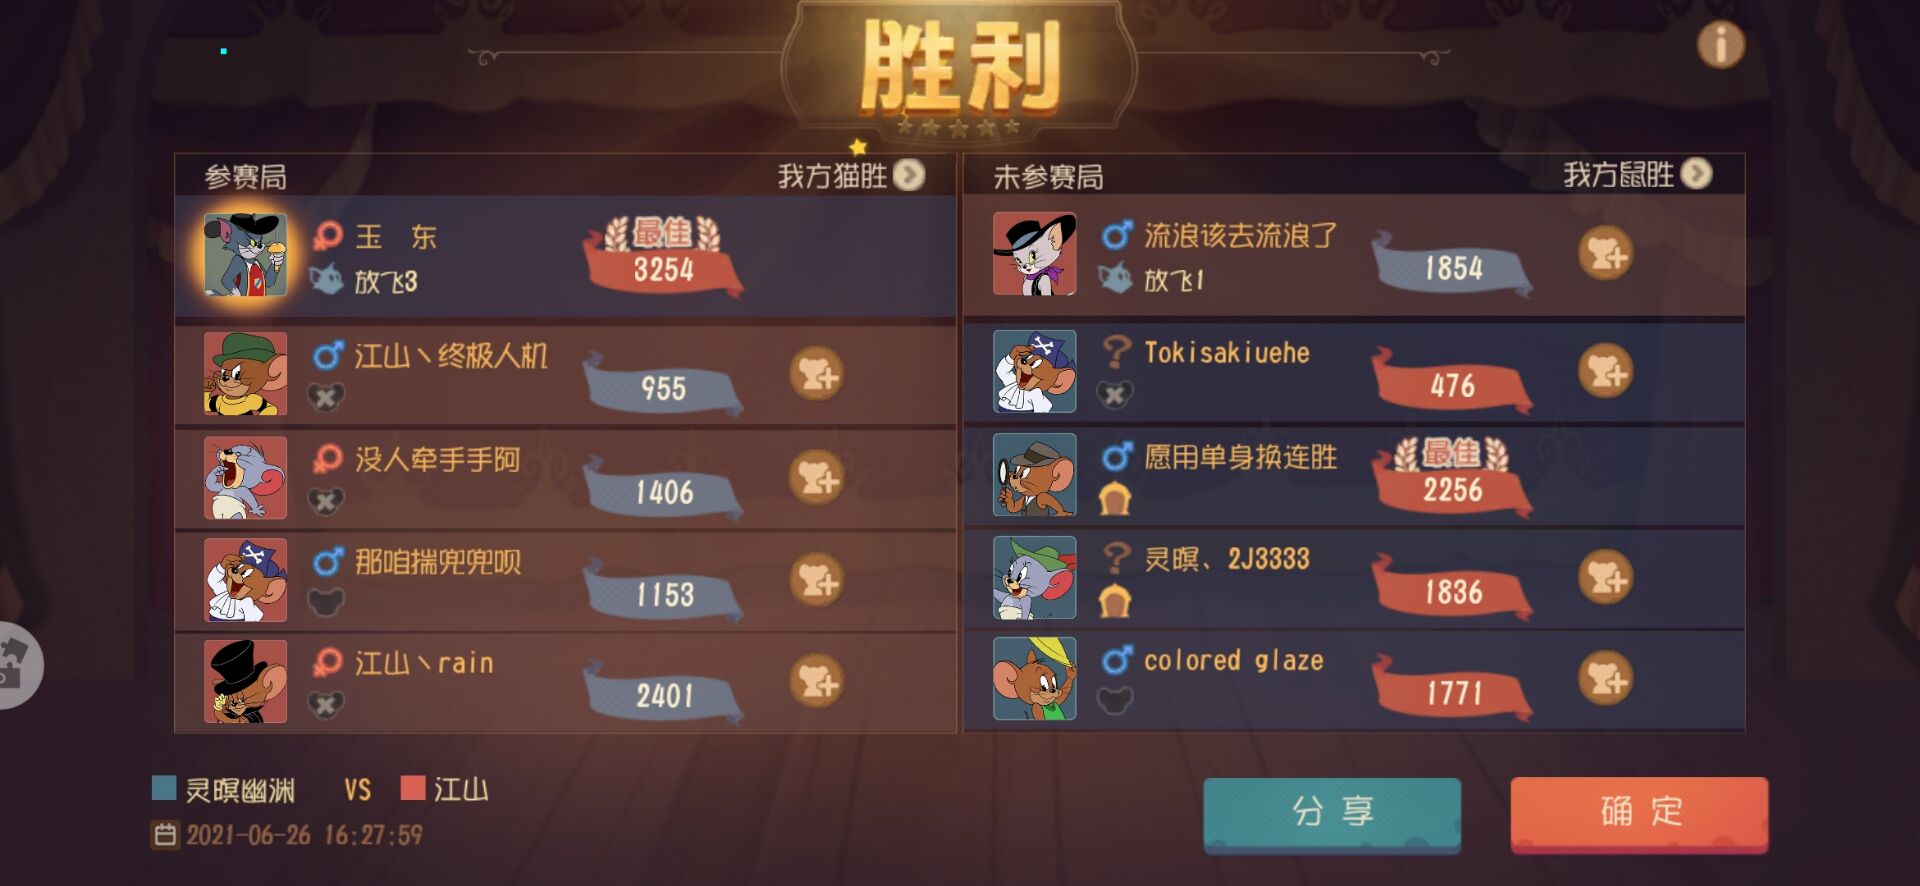 胜利
参赛局 我方猫胜
玉 东
放飞3
最佳
3254
江山丶终极人机
955
没人牵手手阿
1406
那咱揣兜兜呗
1153
江山丶rain
2401
未参赛局 我方鼠胜
流浪该去流浪了
放飞1
1854
Tokisakiuehe
476
愿用单身换连胜
最佳
2256
灵暝、2J3333
1836
colored glaze
1771
灵暝幽渊 VS 江山
2021-06-26 16:27:59
分享
确定